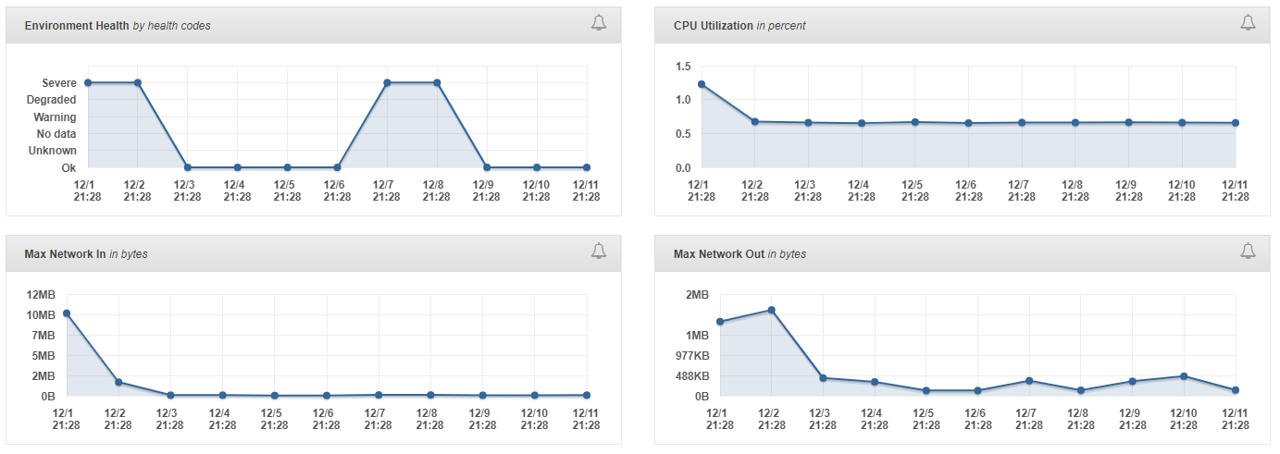 Environment Health by health codes
Severe
Degraded
Warning
No data
Unknown
Ok
12/1 12/2 12/3 12/4 12/5 12/6 12/7 12/8 12/9 12/10 12/11
21:28 21:28 21:28 21:28 21:28 21:28 21:28 21:28 21:28 21:28 21:28
CPU Utilization in percent
1.5
1.0
0.5
0.0
12/1 12/2 12/3 12/4 12/5 12/6 12/7 12/8 12/9 12/10 12/11
21:28 21:28 21:28 21:28 21:28 21:28 21:28 21:28 21:28 21:28 21:28
Max Network In in bytes
12MB
10MB
7MB
5MB
2MB
0B
12/1 12/2 12/3 12/4 12/5 12/6 12/7 12/8 12/9 12/10 12/11
21:28 21:28 21:28 21:28 21:28 21:28 21:28 21:28 21:28 21:28 21:28
Max Network Out in bytes
2MB
1MB
977KB
488KB
0B
12/1 12/2 12/3 12/4 12/5 12/6 12/7 12/8 12/9 12/10 12/11
21:28 21:28 21:28 21:28 21:28 21:28 21:28 21:28 21:28 21:28 21:28